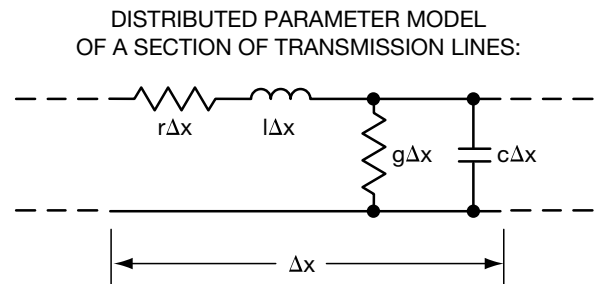 DISTRIBUTED PARAMETER MODEL
OF A SECTION OF TRANSMISSION LINES:
rΔx
lΔx
gΔx
cΔx
Δx